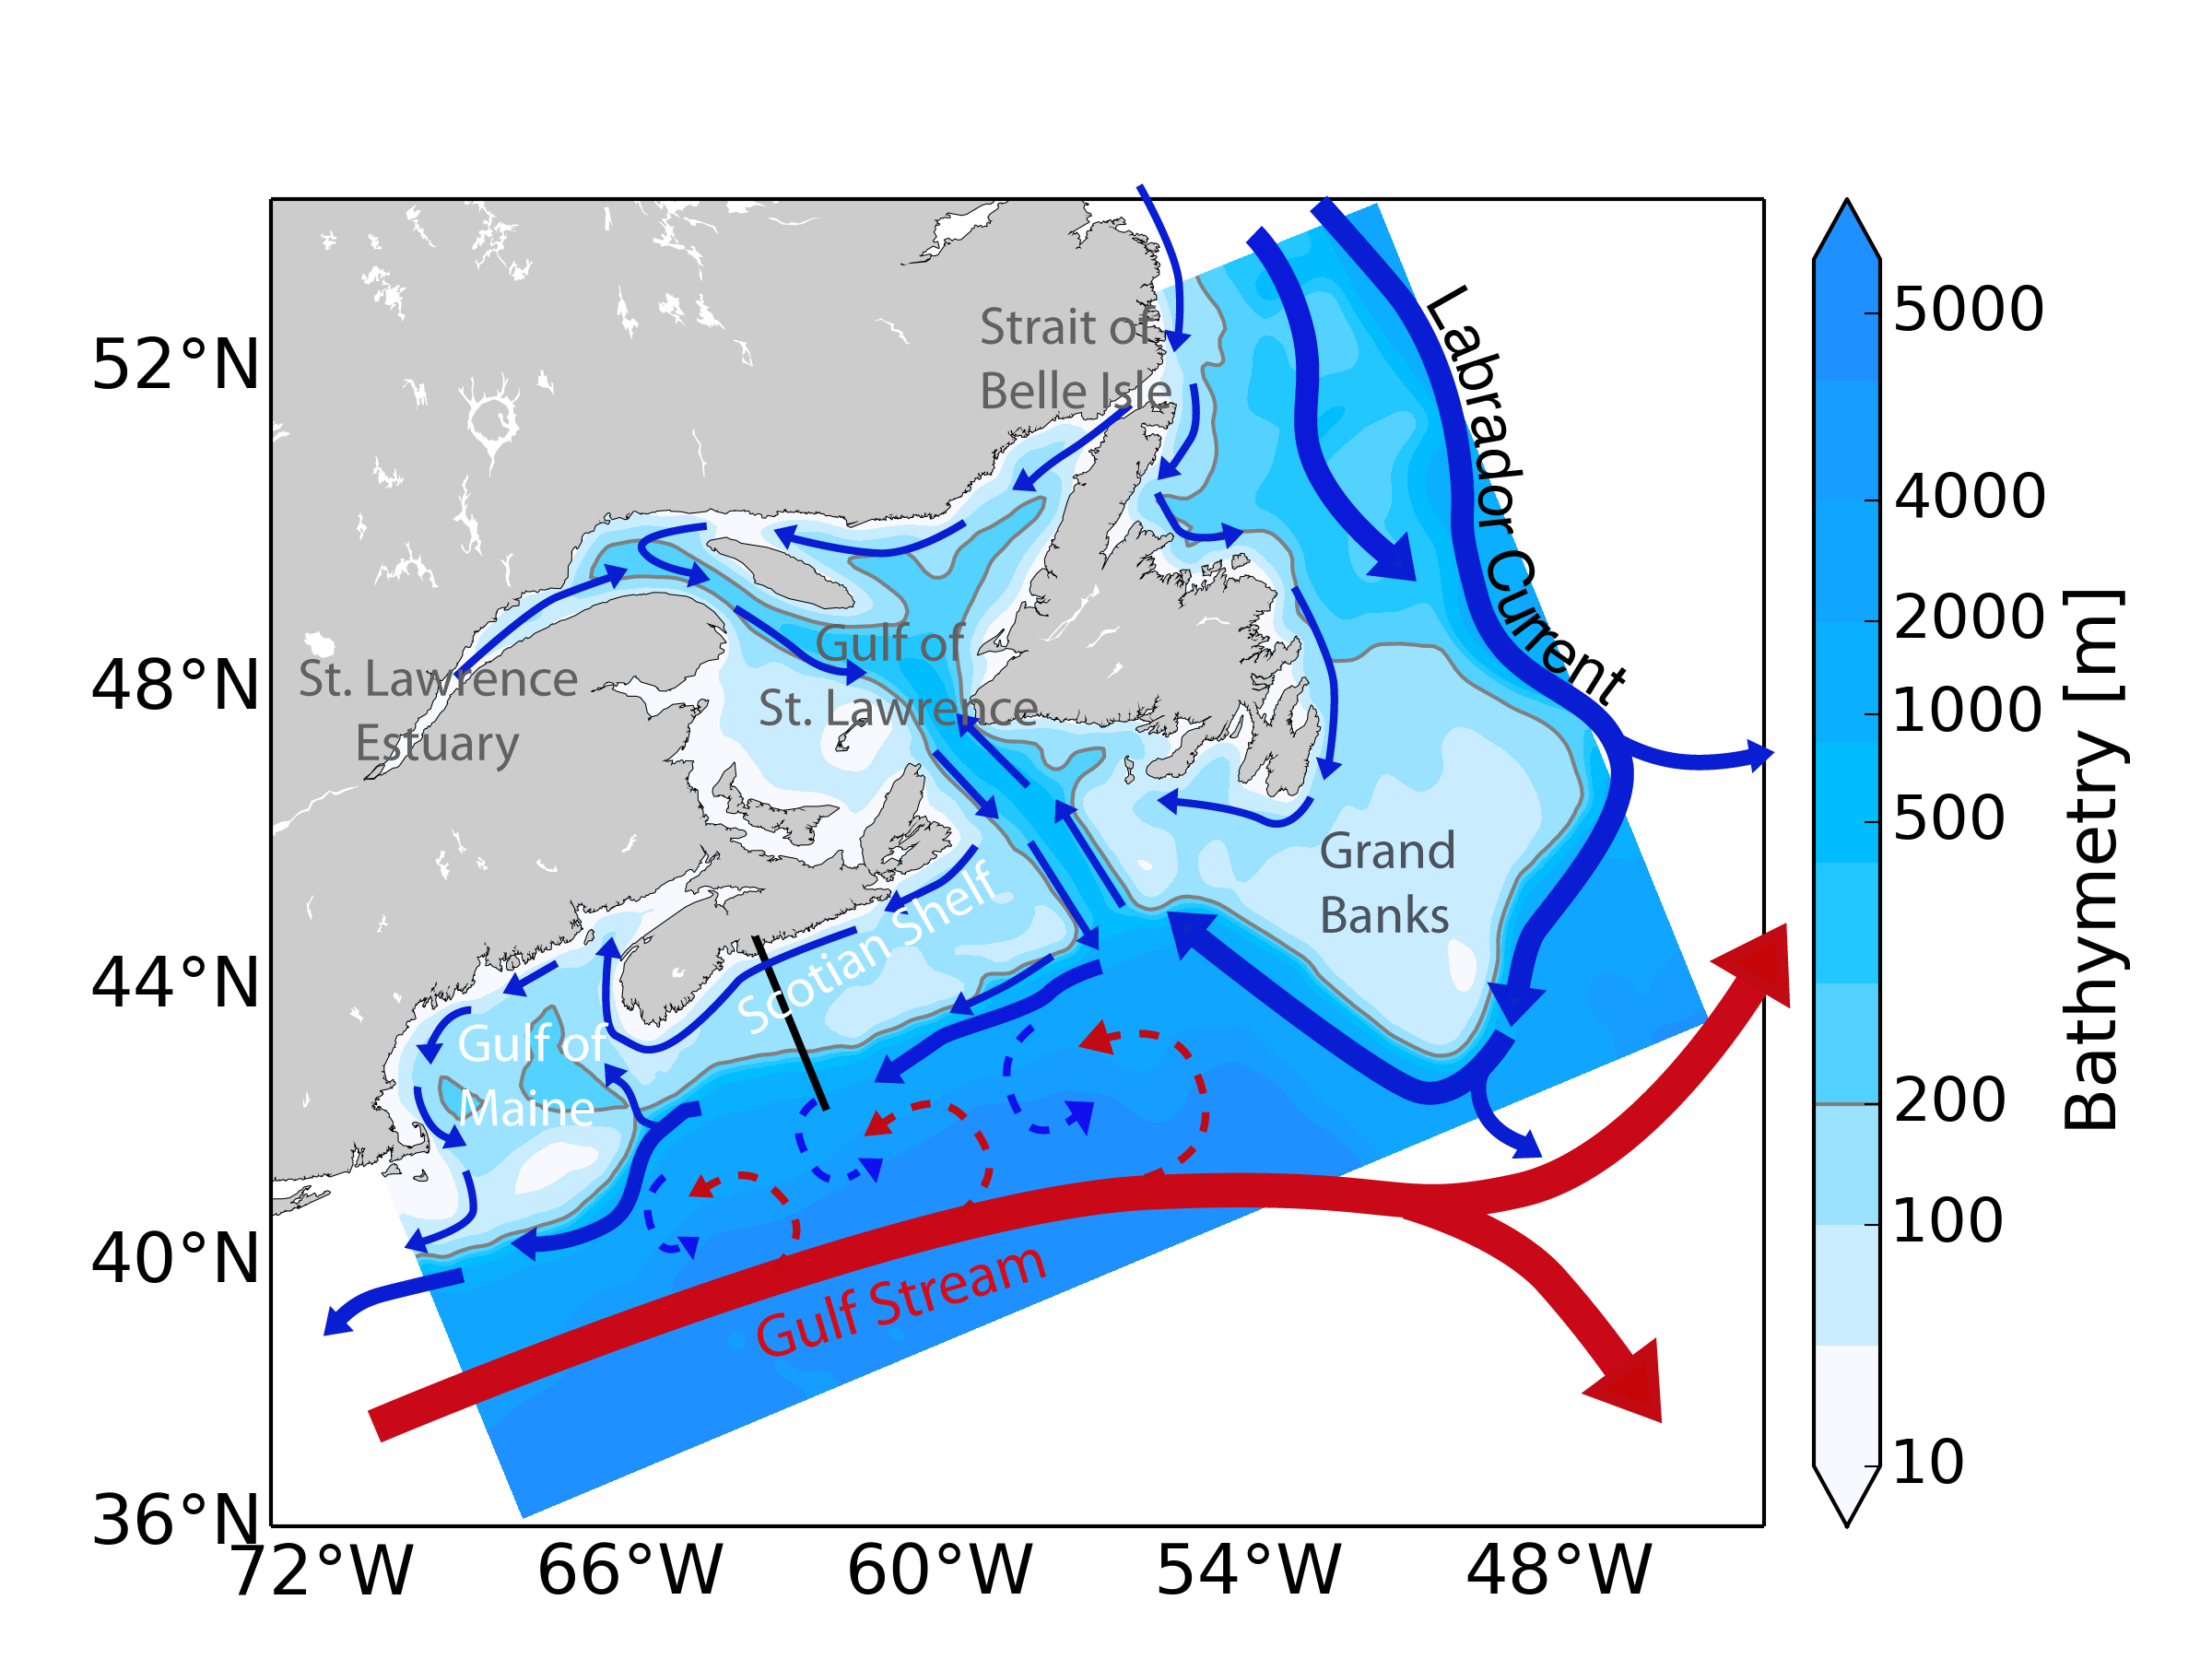 52°N
48°N
44°N
40°N
36°N
72°W
66°W
60°W
54°W
48°W
Strait of
Belle Isle
Labrador Current
St. Lawrence
Estuary
Gulf of
St. Lawrence
Grand
Banks
Scotian Shelf
Gulf of
Maine
Gulf Stream
5000
4000
2000
1000
500
200
100
10
Bathymetry [m]